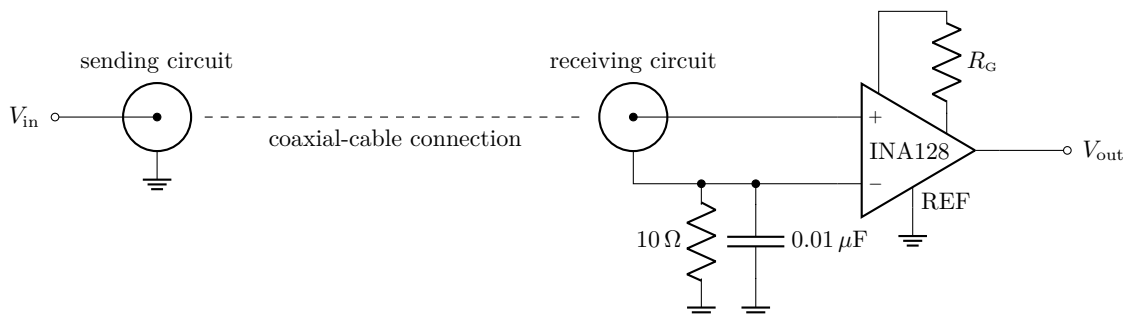 sending circuit
receiving circuit
R_G
V_in
coaxial-cable connection
+
INA128
V_out
−
REF
10 Ω
0.01 μF